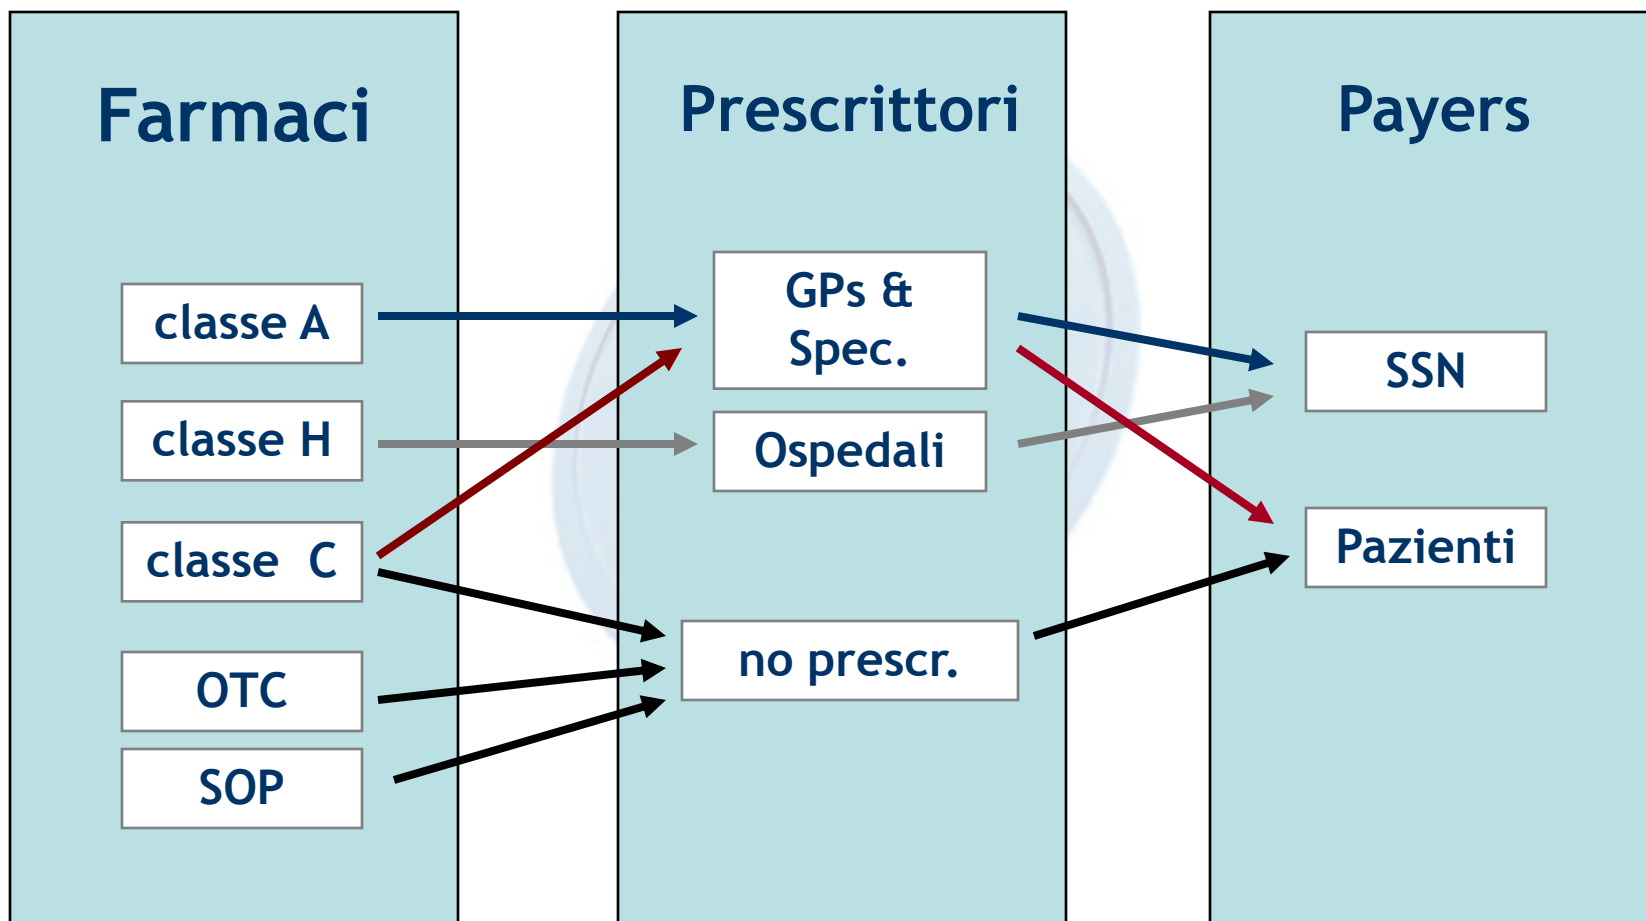 Farmaci
classe A
classe H
classe C
OTC
SOP
Prescrittori
GPs &
Spec.
Ospedali
no prescr.
Payers
SSN
Pazienti